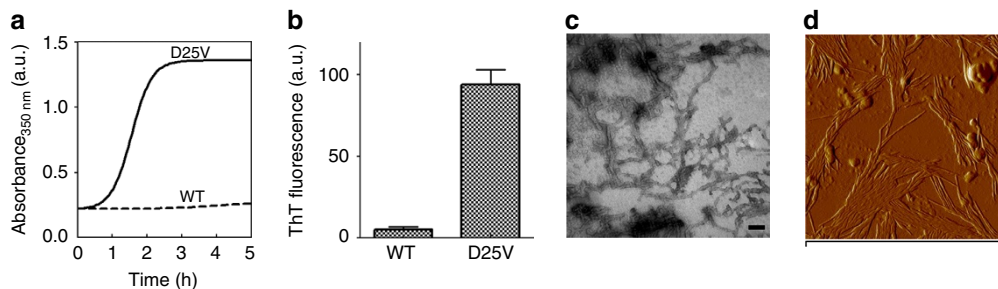 a
Absorbance350 nm (a.u.)
1.5
1.0
0.5
0.0
D25V
WT
0 1 2 3 4 5
Time (h)
b
ThT fluorescence (a.u.)
100
50
0
WT D25V
c
d